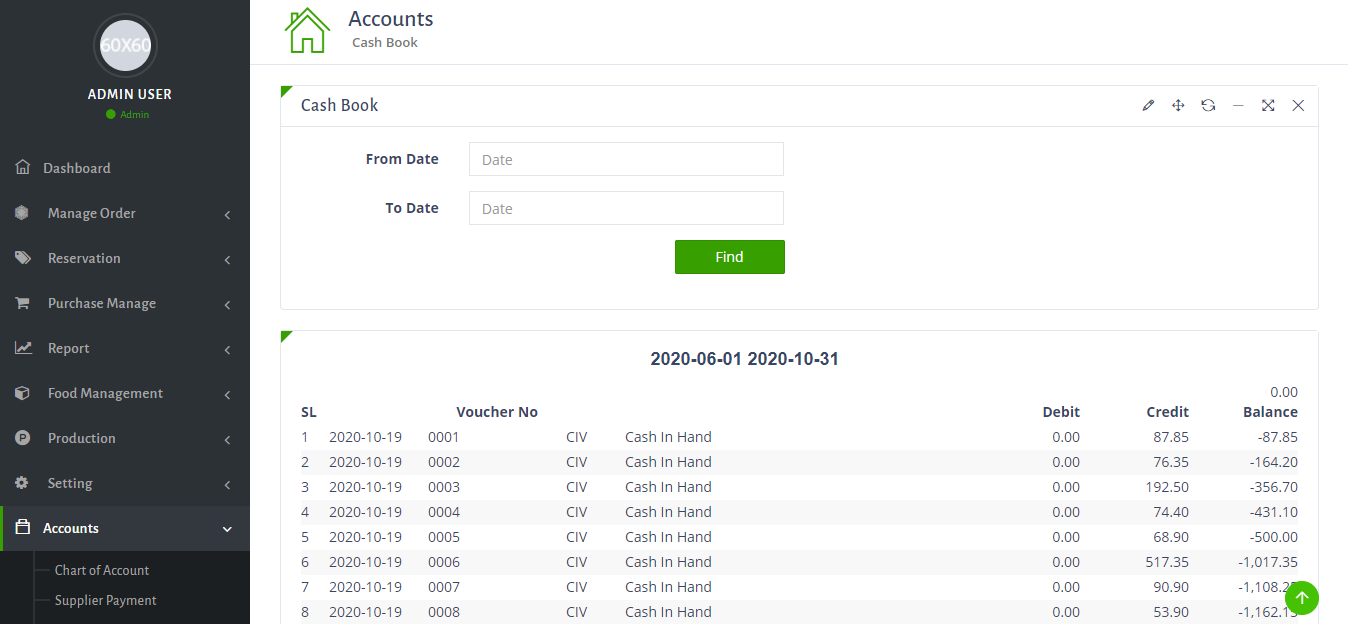 60X60
ADMIN USER
Admin
Dashboard
Manage Order
Reservation
Purchase Manage
Report
Food Management
Production
Setting
Accounts
Chart of Account
Supplier Payment
Accounts
Cash Book
Cash Book
From Date Date
To Date Date
Find
2020-06-01 2020-10-31
0.00
SL Voucher No Debit Credit Balance
1 2020-10-19 0001 CIV Cash In Hand 0.00 87.85 -87.85
2 2020-10-19 0002 CIV Cash In Hand 0.00 76.35 -164.20
3 2020-10-19 0003 CIV Cash In Hand 0.00 192.50 -356.70
4 2020-10-19 0004 CIV Cash In Hand 0.00 74.40 -431.10
5 2020-10-19 0005 CIV Cash In Hand 0.00 68.90 -500.00
6 2020-10-19 0006 CIV Cash In Hand 0.00 517.35 -1,017.35
7 2020-10-19 0007 CIV Cash In Hand 0.00 90.90
8 2020-10-19 0008 CIV Cash In Hand 0.00 53.90